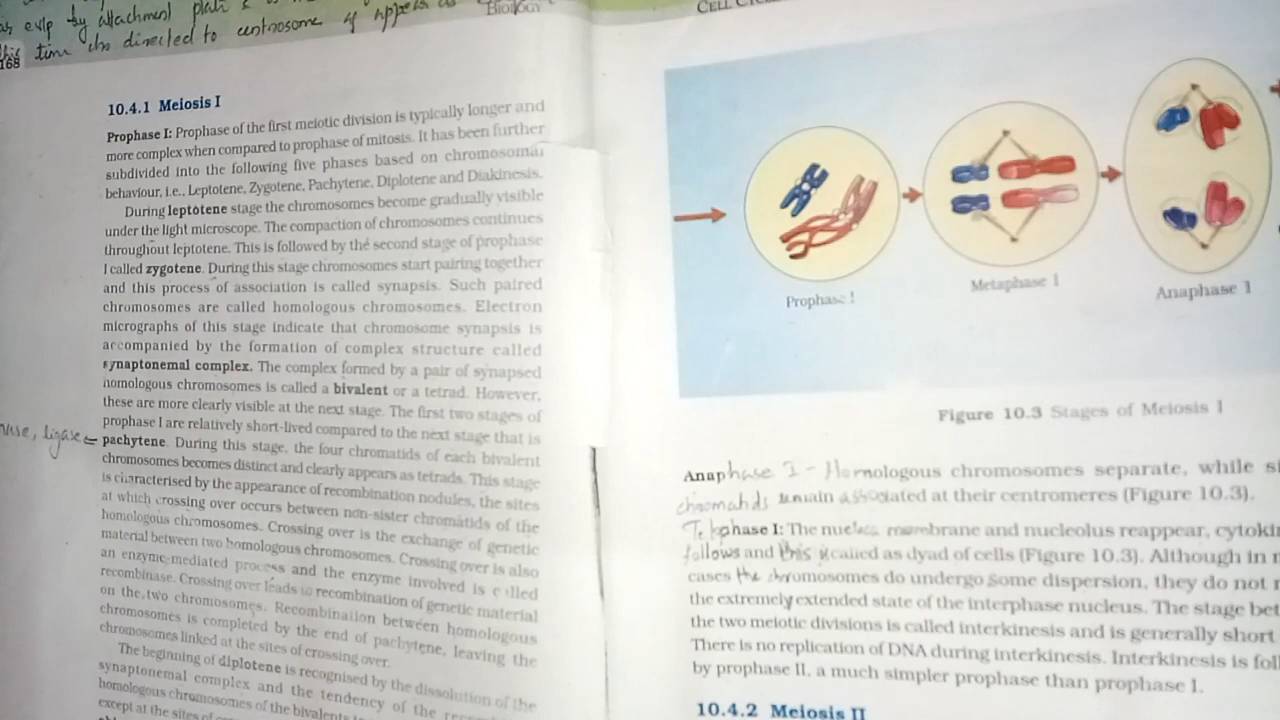 as evlp by attachment plate
time cho directed to centrosome of appears as
BIOLOGY
168
10.4.1 Meiosis I
Prophase I: Prophase of the first meiotic division is typically longer and
more complex when compared to prophase of mitosis. It has been further
subdivided into the following five phases based on chromosomal
behaviour, i.e., Leptotene, Zygotene, Pachytene, Diplotene and Diakinesis.
During leptotene stage the chromosomes become gradually visible
under the light microscope. The compaction of chromosomes continues
throughout leptotene. This is followed by the second stage of prophase
I called zygotene. During this stage chromosomes start pairing together
and this process of association is called synapsis. Such paired
chromosomes are called homologous chromosomes. Electron
micrographs of this stage indicate that chromosome synapsis is
accompanied by the formation of complex structure called
synaptonemal complex. The complex formed by a pair of synapsed
homologous chromosomes is called a bivalent or a tetrad. However,
these are more clearly visible at the next stage. The first two stages of
prophase I are relatively short-lived compared to the next stage that is
ligase
pachytene. During this stage, the four chromatids of each bivalent
chromosomes becomes distinct and clearly appears as tetrads. This stage
is characterised by the appearance of recombination nodules, the sites
at which crossing over occurs between non-sister chromatids of the
homologous chromosomes. Crossing over is the exchange of genetic
material between two homologous chromosomes. Crossing over is also
an enzyme-mediated process and the enzyme involved is called
recombinase. Crossing over leads to recombination of genetic material
on the two chromosomes. Recombination between homologous
chromosomes is completed by the end of pachytene, leaving the
chromosomes linked at the sites of crossing over.
The beginning of diplotene is recognised by the dissolution of the
synaptonemal complex and the tendency of the
homologous chromosomes of the bivalents
except at the sites of
CELL
Prophase I
Metaphase I
Anaphase I
Figure 10.3 Stages of Meiosis I
Anaphase I - Homologous chromosomes separate, while
chromatids remain associated at their centromeres (Figure 10.3).
Telophase I: The nuclear membrane and nucleolus reappear,
follows and this is called as dyad of cells (Figure 10.3). Although in
cases the chromosomes do undergo some dispersion, they do not
the extremely extended state of the interphase nucleus. The stage
the two meiotic divisions is called interkinesis and is generally short
There is no replication of DNA during interkinesis. Interkinesis is
by prophase II, a much simpler prophase than prophase I.
10.4.2 Meiosis II